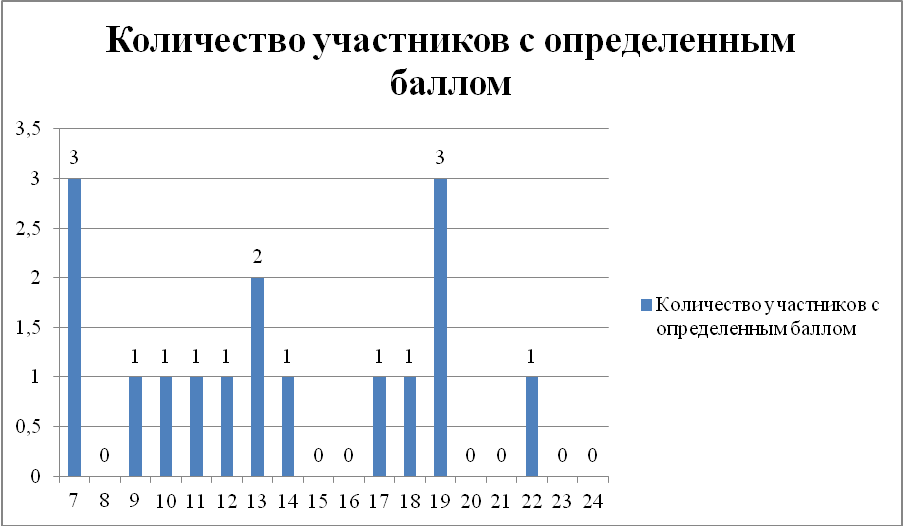 Количество участников с определенным
баллом
3,5
3
2,5
2
1,5
1
0,5
0
3 0 1 1 1 1 2 1 0 0 1 1 3 0 0 1 0 0
7 8 9 10 11 12 13 14 15 16 17 18 19 20 21 22 23 24
Количество участников с
определенным баллом